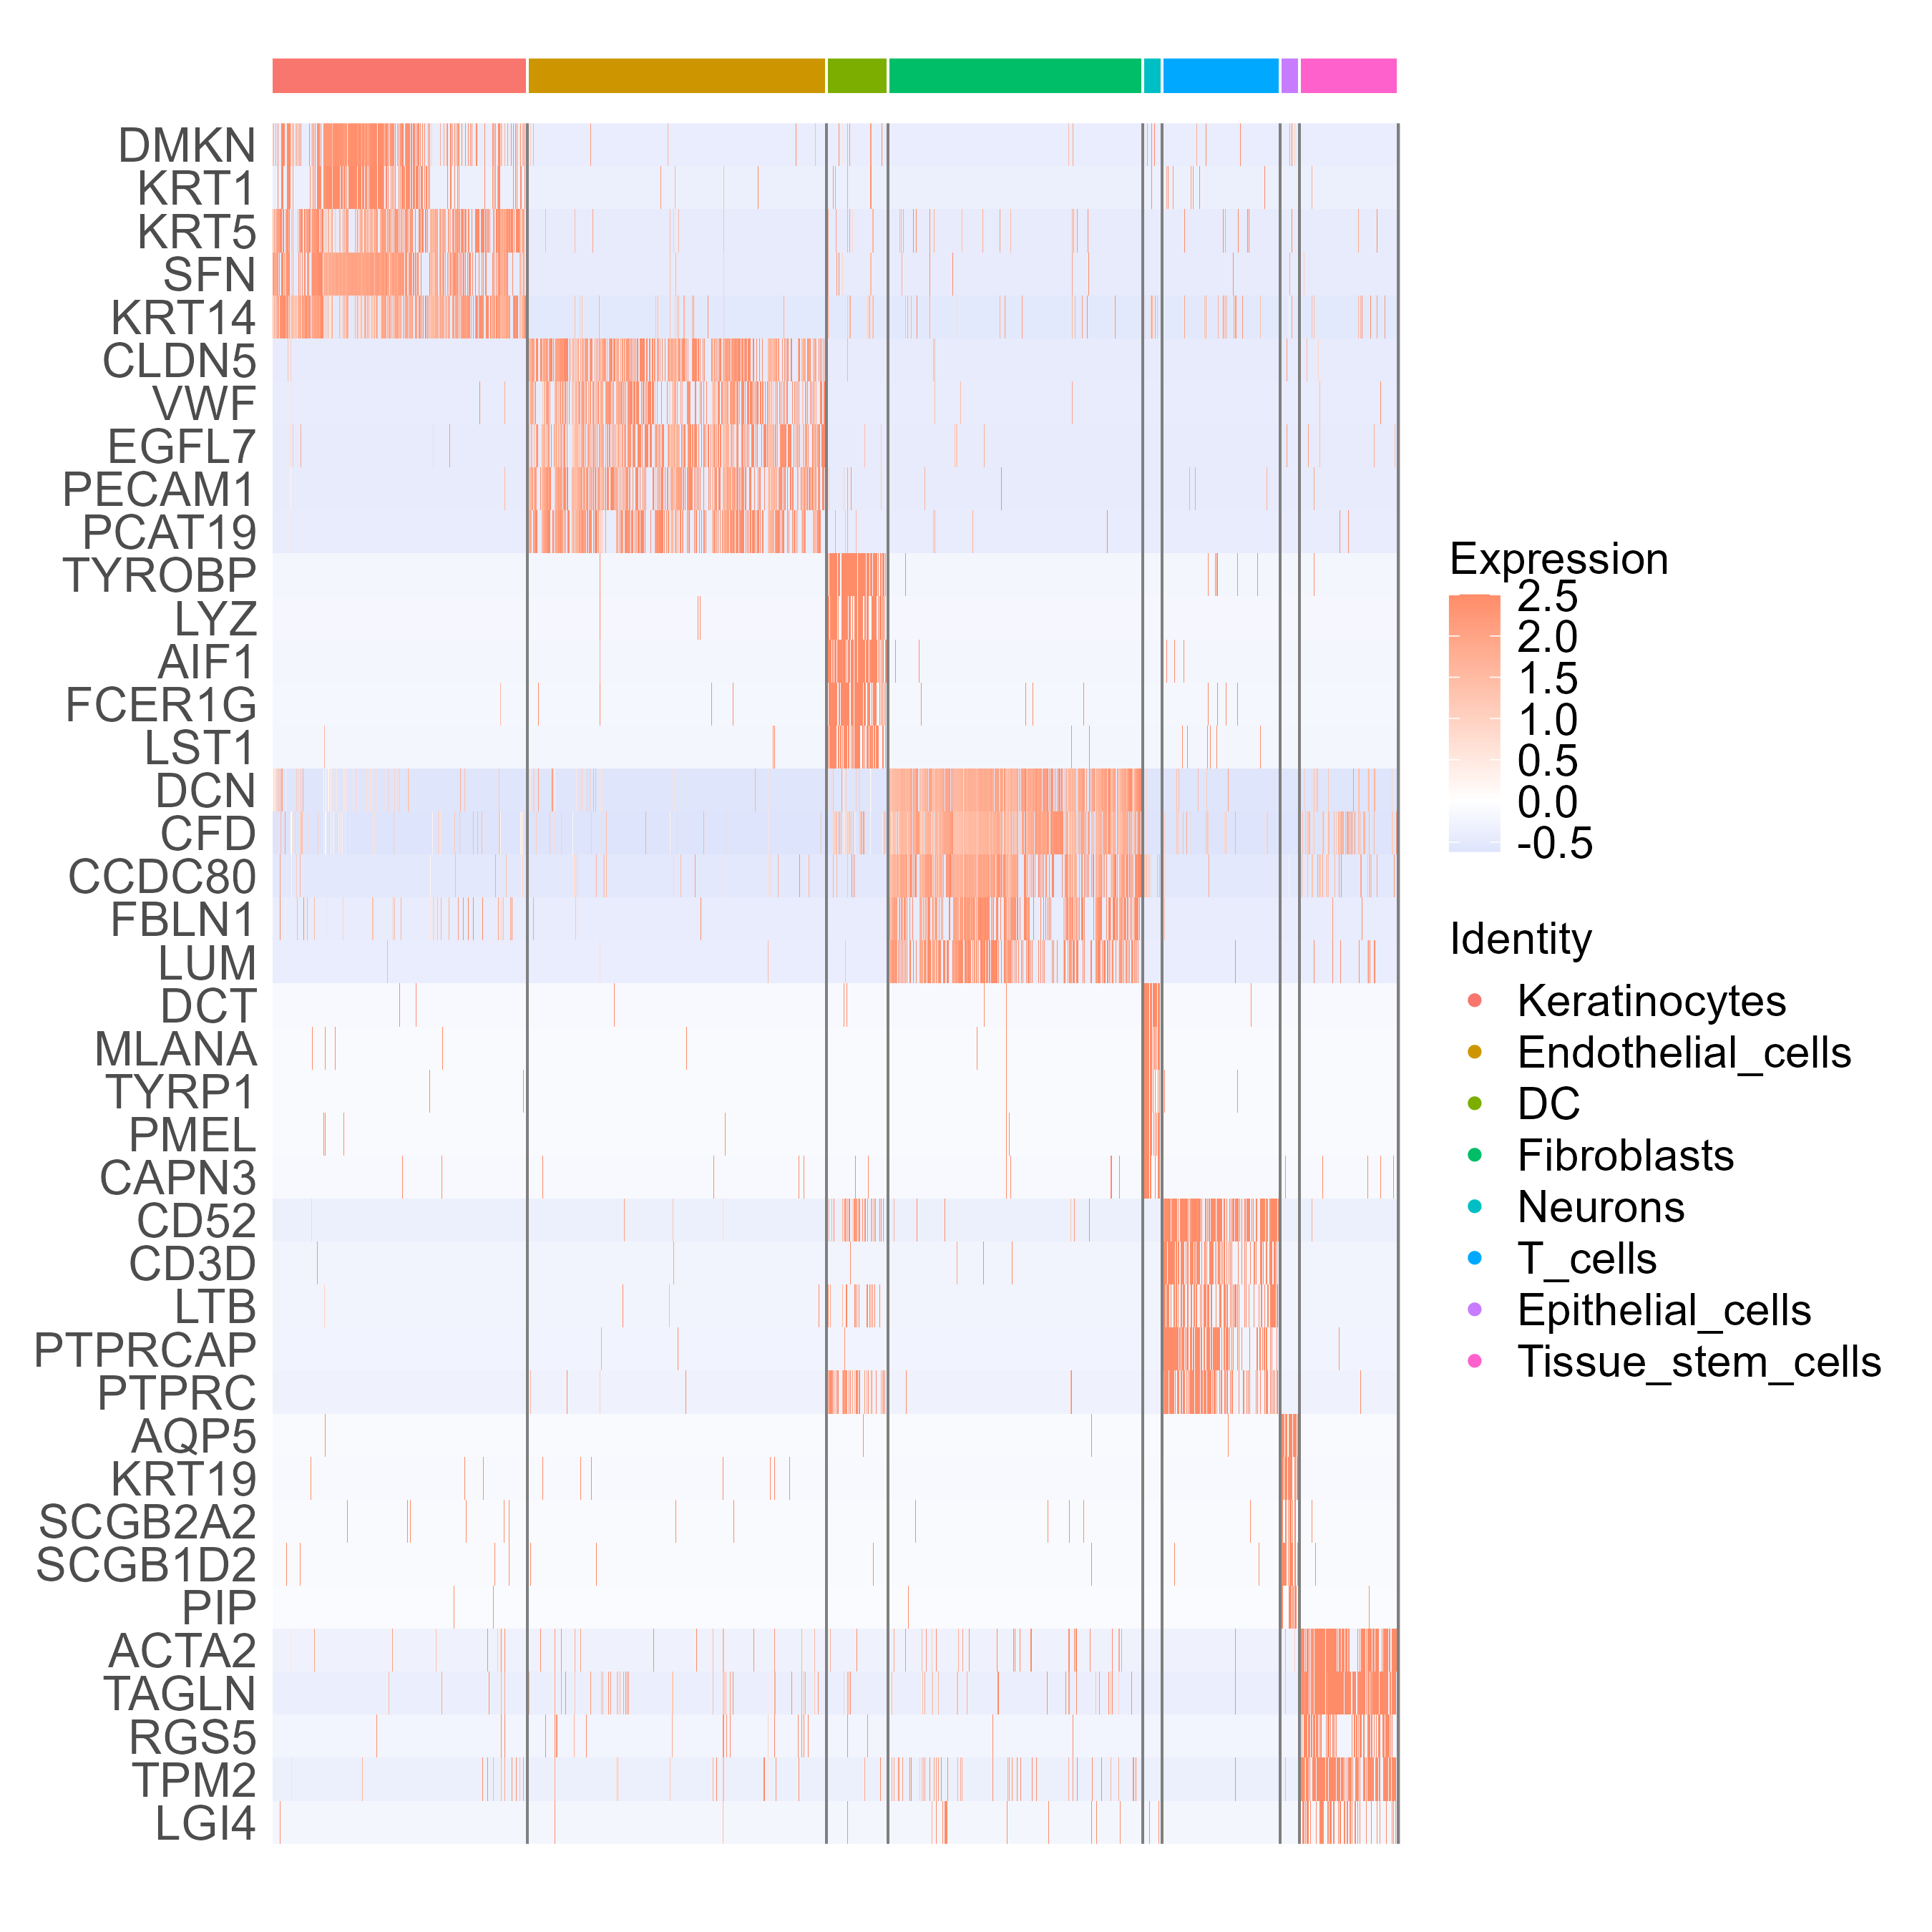 DMKN
KRT1
KRT5
SFN
KRT14
CLDN5
VWF
EGFL7
PECAM1
PCAT19
TYROBP
LYZ
AIF1
FCER1G
LST1
DCN
CFD
CCDC80
FBLN1
LUM
DCT
MLANA
TYRP1
PMEL
CAPN3
CD52
CD3D
LTB
PTPRCAP
PTPRC
AQP5
KRT19
SCGB2A2
SCGB1D2
PIP
ACTA2
TAGLN
RGS5
TPM2
LGI4
Expression
2.5
2.0
1.5
1.0
0.5
0.0
-0.5
Identity
Keratinocytes
Endothelial_cells
DC
Fibroblasts
Neurons
T_cells
Epithelial_cells
Tissue_stem_cells